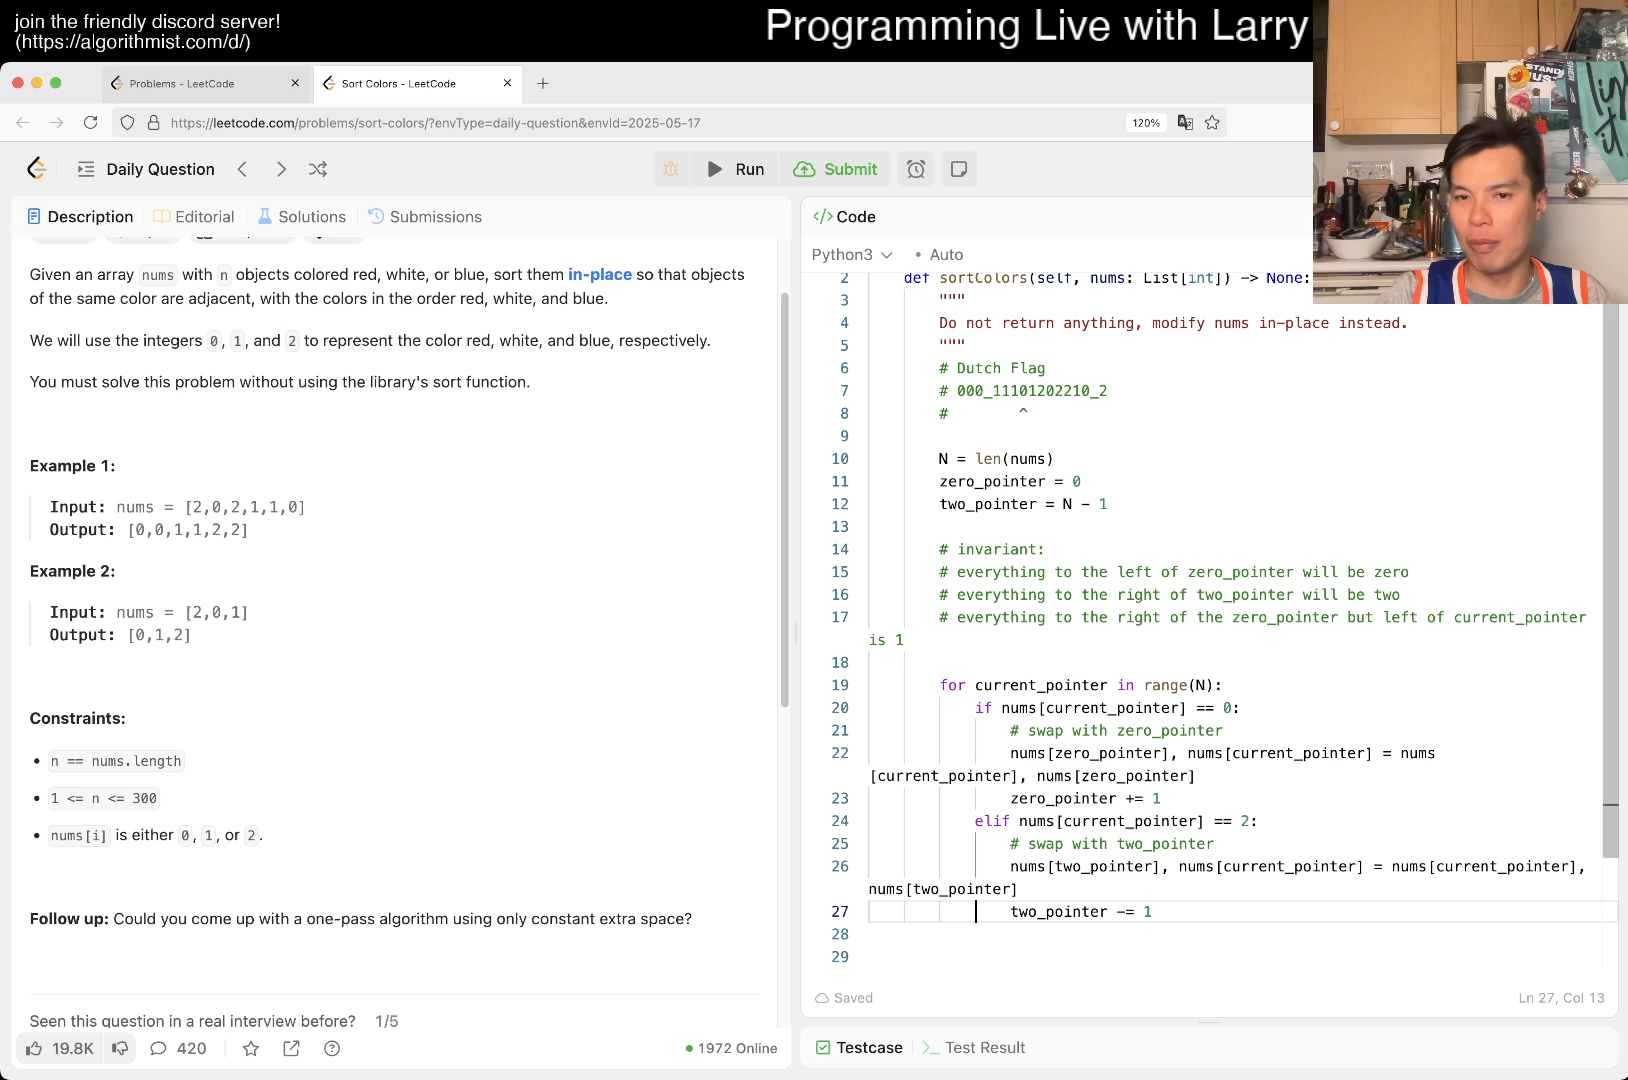 join the friendly discord server!
(https://algorithmist.com/d/)
Programming Live with Larry
Problems - LeetCode
Sort Colors - LeetCode
https://leetcode.com/problems/sort-colors/?envType=daily-question&envId=2025-05-17
120%
Daily Question
Run
Submit
Description
Editorial
Solutions
Submissions
Given an array nums with n objects colored red, white, or blue, sort them in-place so that objects
of the same color are adjacent, with the colors in the order red, white, and blue.
We will use the integers 0, 1, and 2 to represent the color red, white, and blue, respectively.
You must solve this problem without using the library's sort function.
Example 1:
Input: nums = [2,0,2,1,1,0]
Output: [0,0,1,1,2,2]
Example 2:
Input: nums = [2,0,1]
Output: [0,1,2]
Constraints:
• n == nums.length
• 1 <= n <= 300
• nums[i] is either 0, 1, or 2.
Follow up: Could you come up with a one-pass algorithm using only constant extra space?
Seen this question in a real interview before? 1/5
19.8K
420
1972 Online
</> Code
Python3
• Auto
2 def sortColors(self, nums: List[int]) -> None:
3 """
4 Do not return anything, modify nums in-place instead.
5 """
6 # Dutch Flag
7 # 000_11101202210_2
8 # ^
9
10 N = len(nums)
11 zero_pointer = 0
12 two_pointer = N - 1
13
14 # invariant:
15 # everything to the left of zero_pointer will be zero
16 # everything to the right of two_pointer will be two
17 # everything to the right of the zero_pointer but left of current_pointer
is 1
18
19 for current_pointer in range(N):
20 if nums[current_pointer] == 0:
21 # swap with zero_pointer
22 nums[zero_pointer], nums[current_pointer] = nums
[current_pointer], nums[zero_pointer]
23 zero_pointer += 1
24 elif nums[current_pointer] == 2:
25 # swap with two_pointer
26 nums[two_pointer], nums[current_pointer] = nums[current_pointer],
nums[two_pointer]
27 two_pointer -= 1
28
29
Saved
Ln 27, Col 13
Testcase
Test Result
STAND